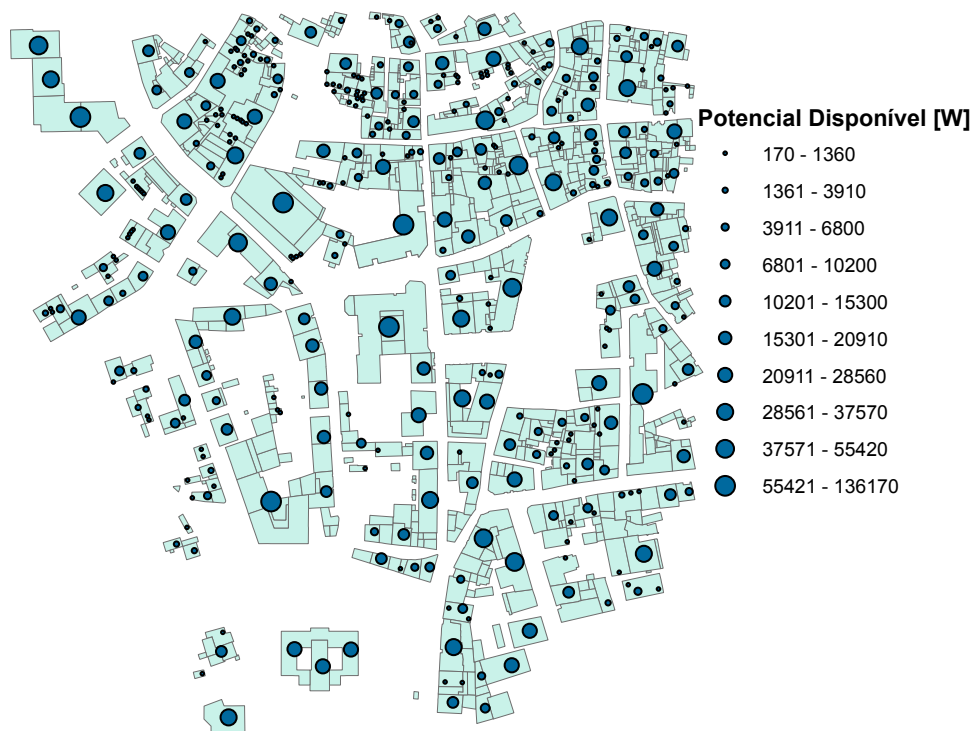 Potencial Disponível [W]
170 - 1360
1361 - 3910
3911 - 6800
6801 - 10200
10201 - 15300
15301 - 20910
20911 - 28560
28561 - 37570
37571 - 55420
55421 - 136170